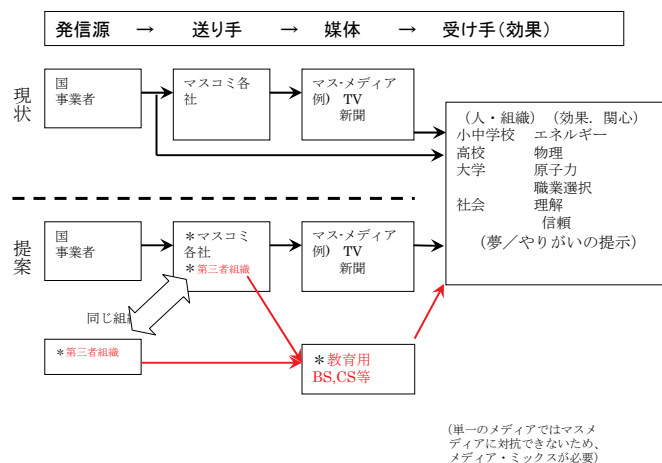 発信源 → 送り手 → 媒体 → 受け手(効果)
現状
国
事業者
マスコミ各
社
マス-メディア
例) TV
新聞
(人・組織) (効果. 関心)
小中学校 エネルギー
高校 物理
大学 原子力
職業選択
社会 理解
信頼
(夢/やりがいの提示)
提案
国
事業者
*マスコミ
各社
*第三者組織
マス-メディア
例) TV
新聞
同じ組
*第三者組織
*教育用
BS,CS等
(単一のメディアではマスメ
ディアに対抗できないため、
メディア・ミックスが必要)